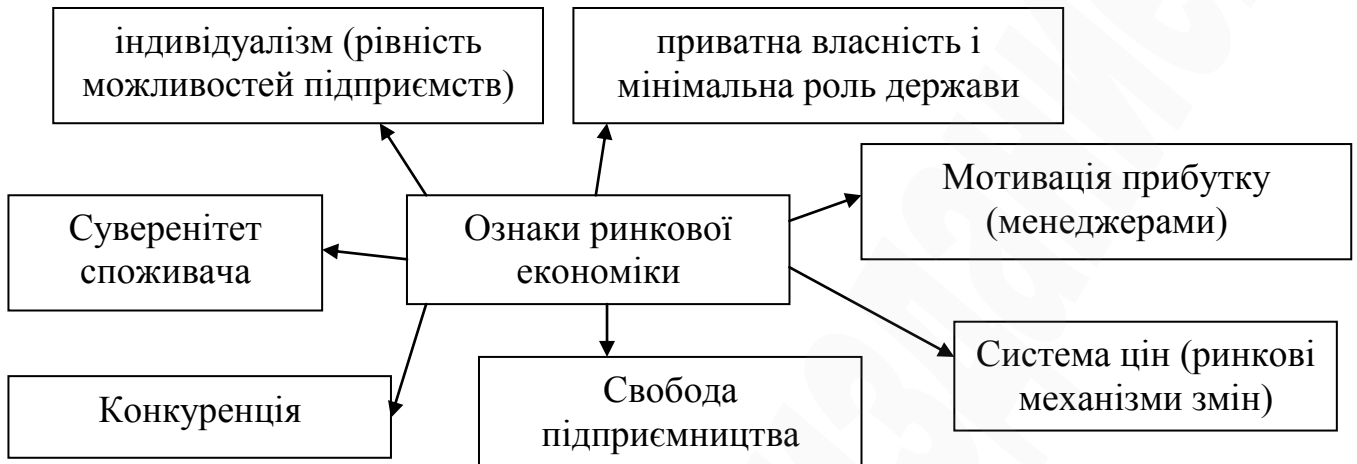 індивідуалізм (рівність
можливостей підприємств)
приватна власність і
мінімальна роль держави
Мотивація прибутку
(менеджерами)
Суверенітет
споживача
Ознаки ринкової
економіки
Система цін (ринкові
механізми змін)
Конкуренція
Свобода
підприємництва